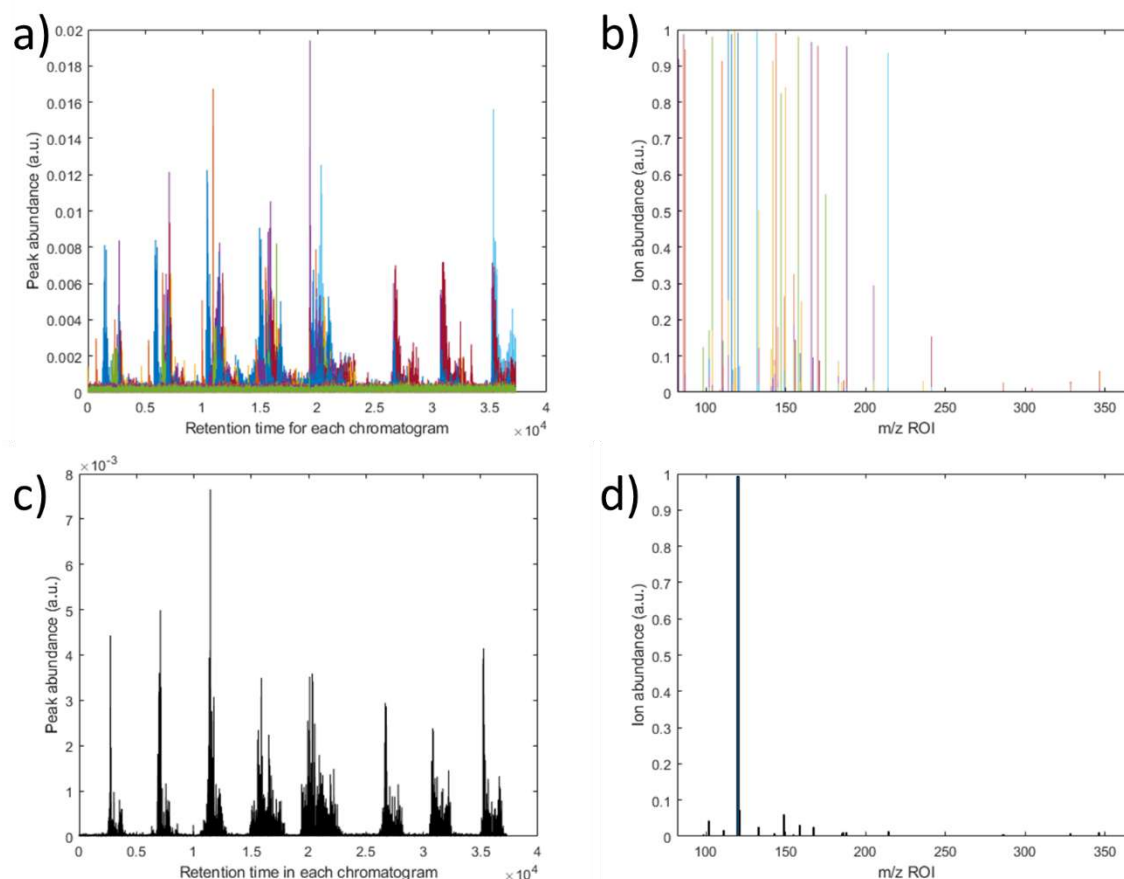 a)
0.02
0.018
0.016
0.014
0.012
0.01
0.008
0.006
0.004
0.002
0
Peak abundance (a.u.)
0 0.5 1 1.5 2 2.5 3 3.5 4
Retention time for each chromatogram
× 10^4
b)
1
0.9
0.8
0.7
0.6
0.5
0.4
0.3
0.2
0.1
0
Ion abundance (a.u.)
100 150 200 250 300 350
m/z ROI
c)
× 10^-3
8
7
6
5
4
3
2
1
0
Peak abundance (a.u.)
0 0.5 1 1.5 2 2.5 3 3.5 4
Retention time in each chromatogram
× 10^4
d)
1
0.9
0.8
0.7
0.6
0.5
0.4
0.3
0.2
0.1
0
Ion abundance (a.u.)
100 150 200 250 300 350
m/z ROI